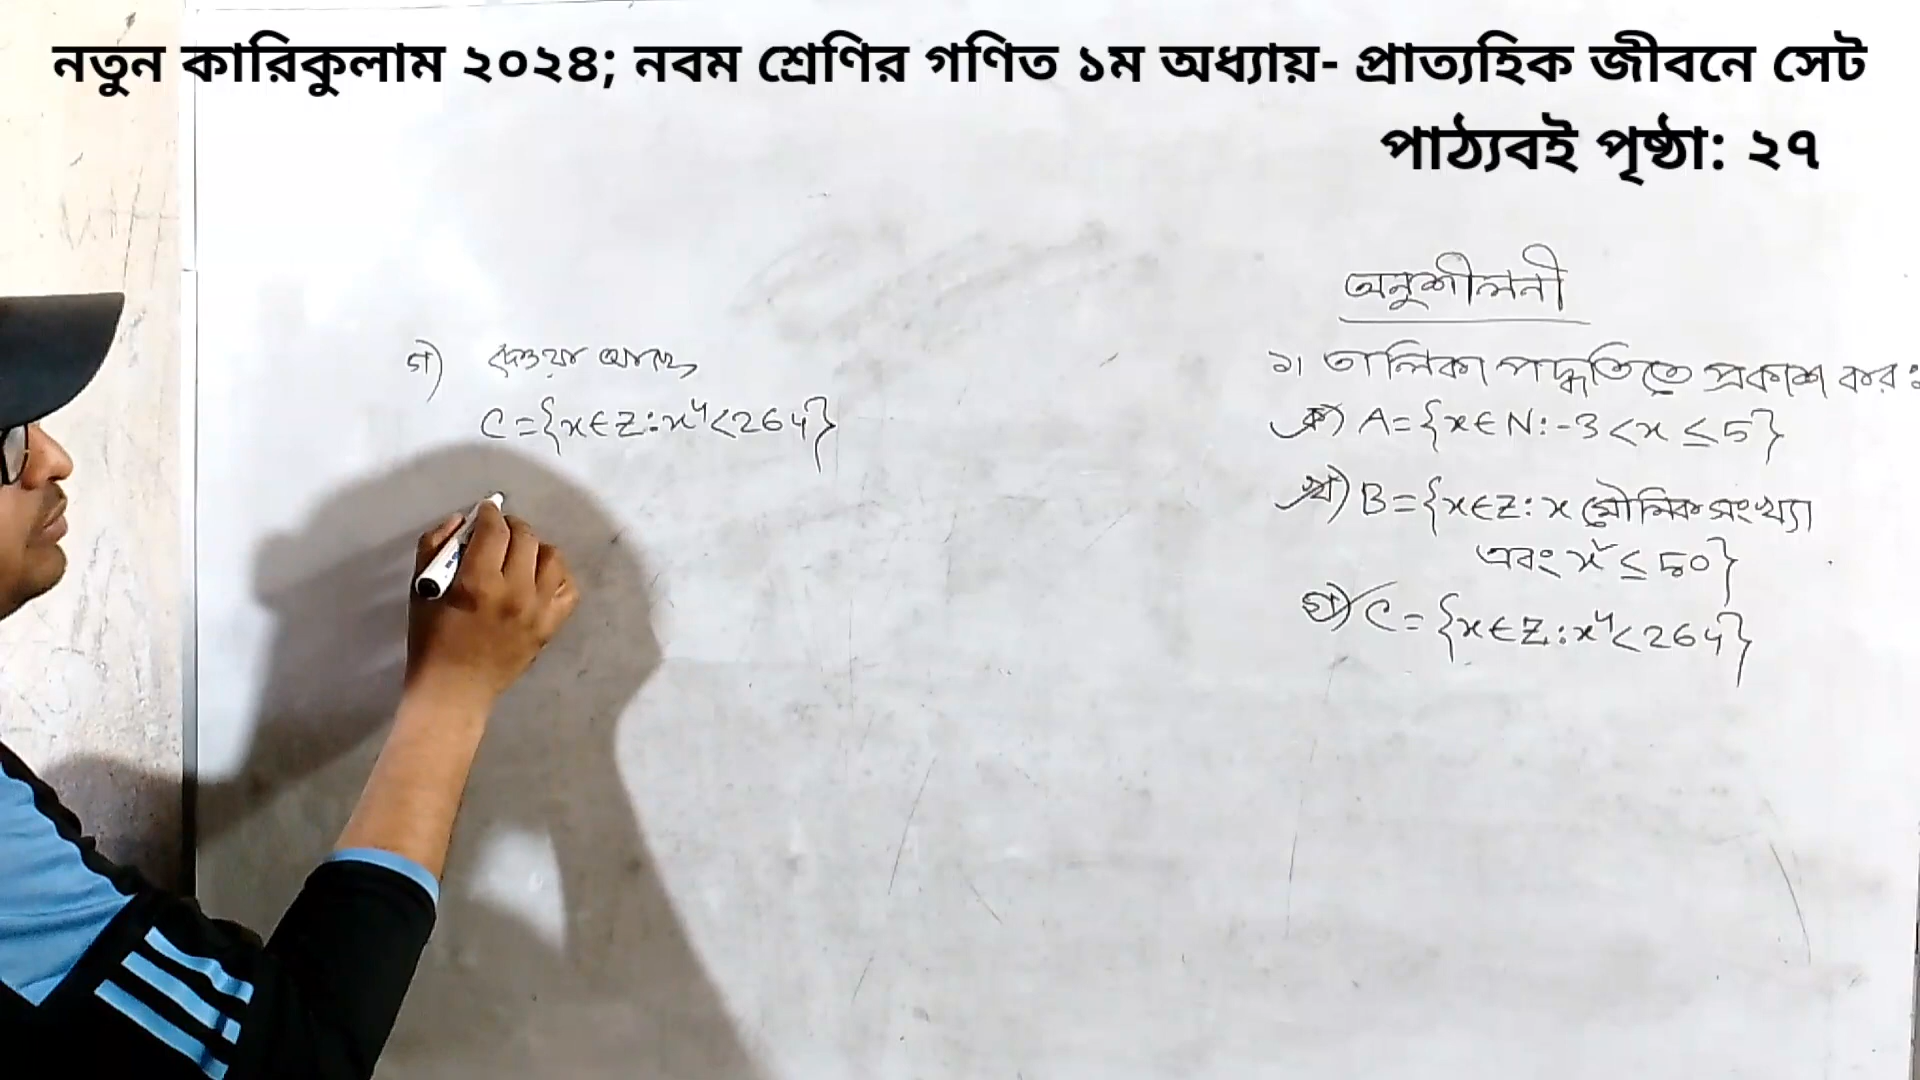 নতুন কারিকুলাম ২০২৪; নবম শ্রেণির গণিত ১ম অধ্যায়- প্রাত্যহিক জীবনে সেট
পাঠ্যবই পৃষ্ঠা: ২৭
গ) দেওয়া আছে,
C={x∈Z:x⁴<264}
অনুশীলনী
১। তালিকা পদ্ধতিতে প্রকাশ কর:
ক) A={x∈N:-3<x≤5}
খ) B={x∈Z: x মৌলিক সংখ্যা
এবং x²≤50}
গ) C={x∈Z:x⁴<264}